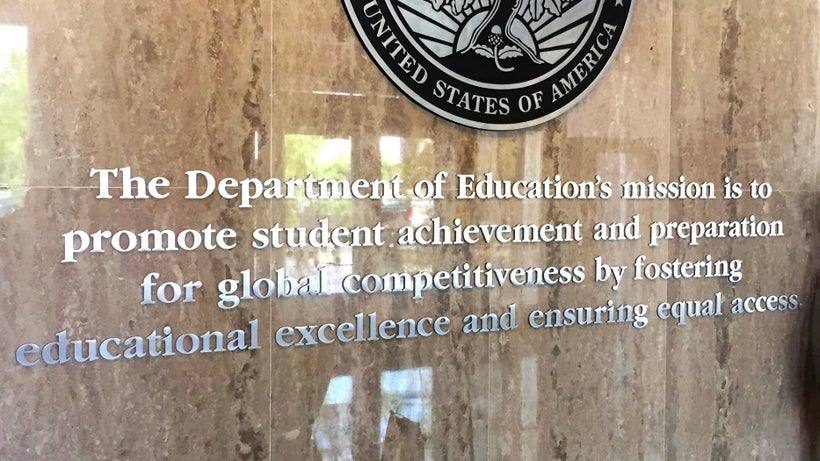 UNITED STATES OF AMERICA
The Department of Education's mission is to
promote student achievement and preparation
for global competitiveness by fostering
educational excellence and ensuring equal access.